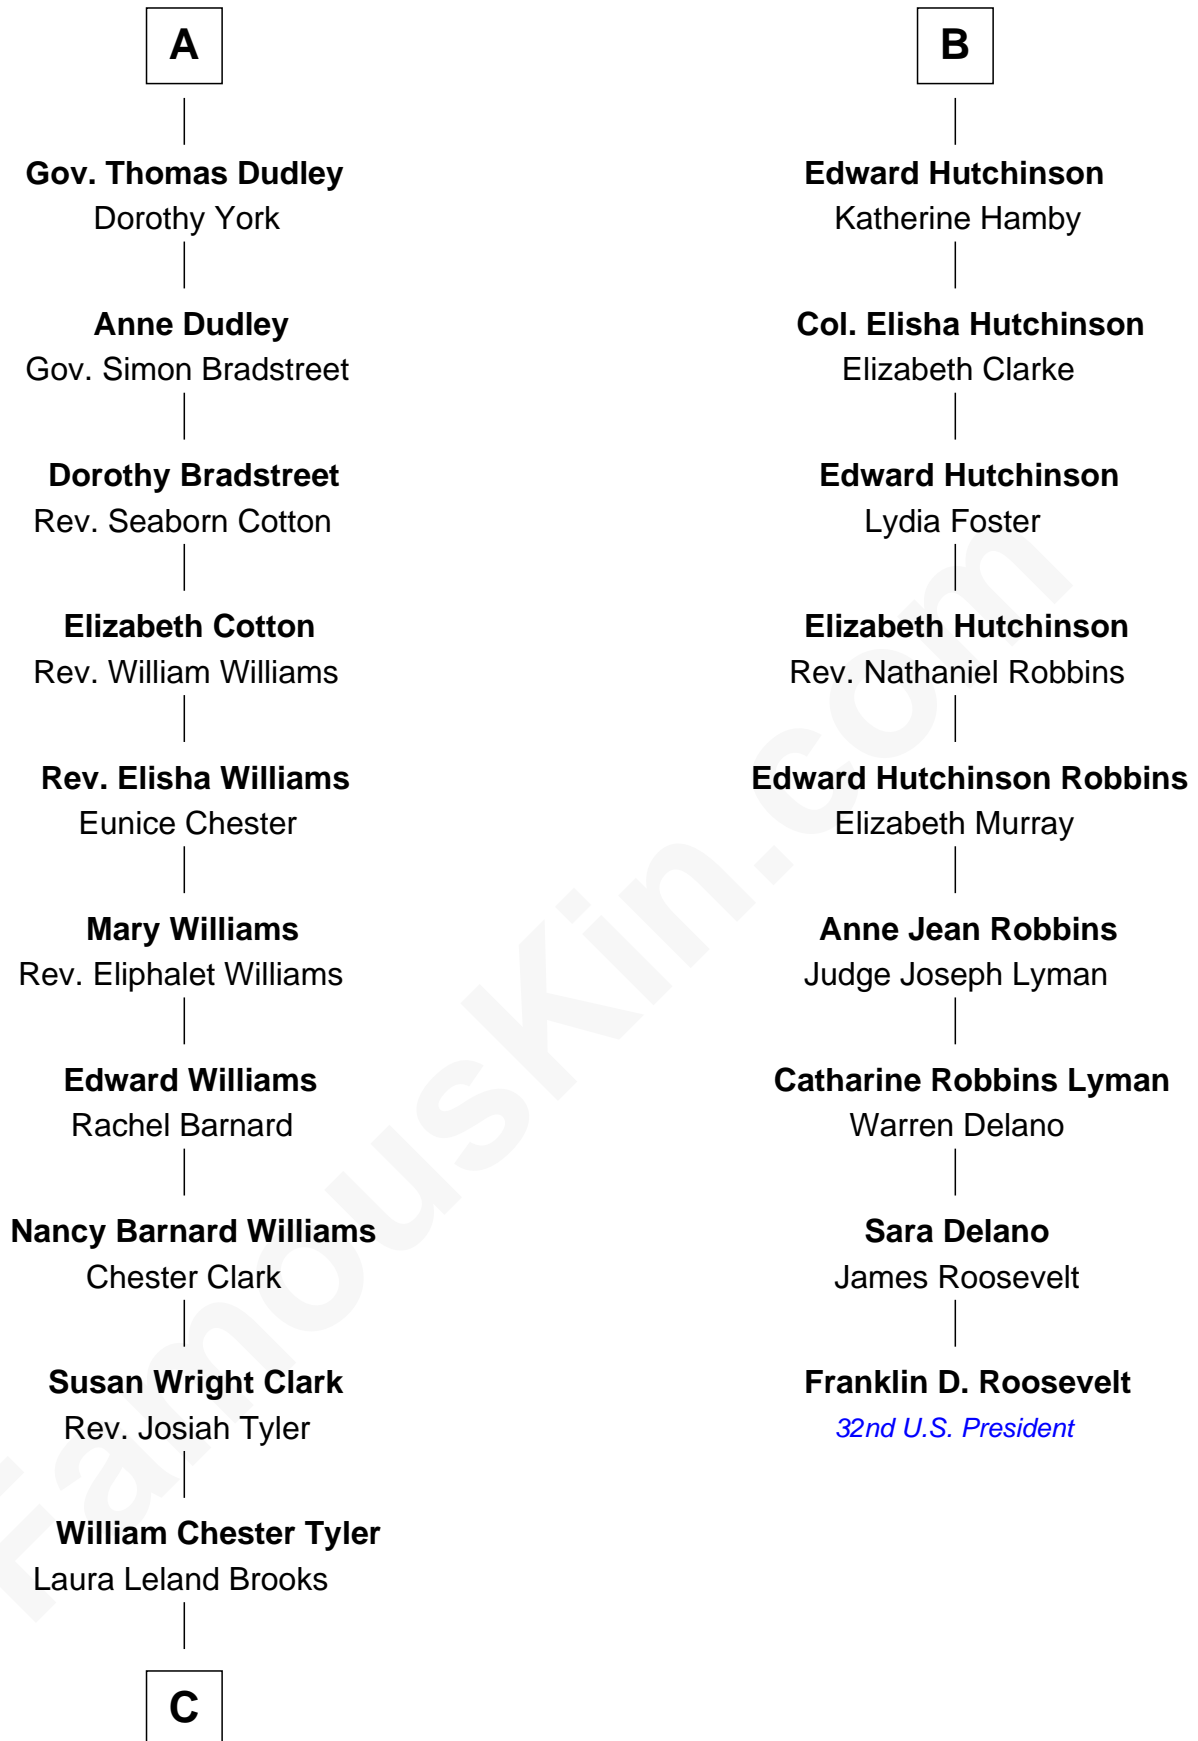 A
Gov. Thomas Dudley
Dorothy York
Anne Dudley
Gov. Simon Bradstreet
Dorothy Bradstreet
Rev. Seaborn Cotton
Elizabeth Cotton
Rev. William Williams
Rev. Elisha Williams
Eunice Chester
Mary Williams
Rev. Eliphalet Williams
Edward Williams
Rachel Barnard
Nancy Barnard Williams
Chester Clark
Susan Wright Clark
Rev. Josiah Tyler
William Chester Tyler
Laura Leland Brooks
C
B
Edward Hutchinson
Katherine Hamby
Col. Elisha Hutchinson
Elizabeth Clarke
Edward Hutchinson
Lydia Foster
Elizabeth Hutchinson
Rev. Nathaniel Robbins
Edward Hutchinson Robbins
Elizabeth Murray
Anne Jean Robbins
Judge Joseph Lyman
Catharine Robbins Lyman
Warren Delano
Sara Delano
James Roosevelt
Franklin D. Roosevelt
32nd U.S. President
FamousKin.com